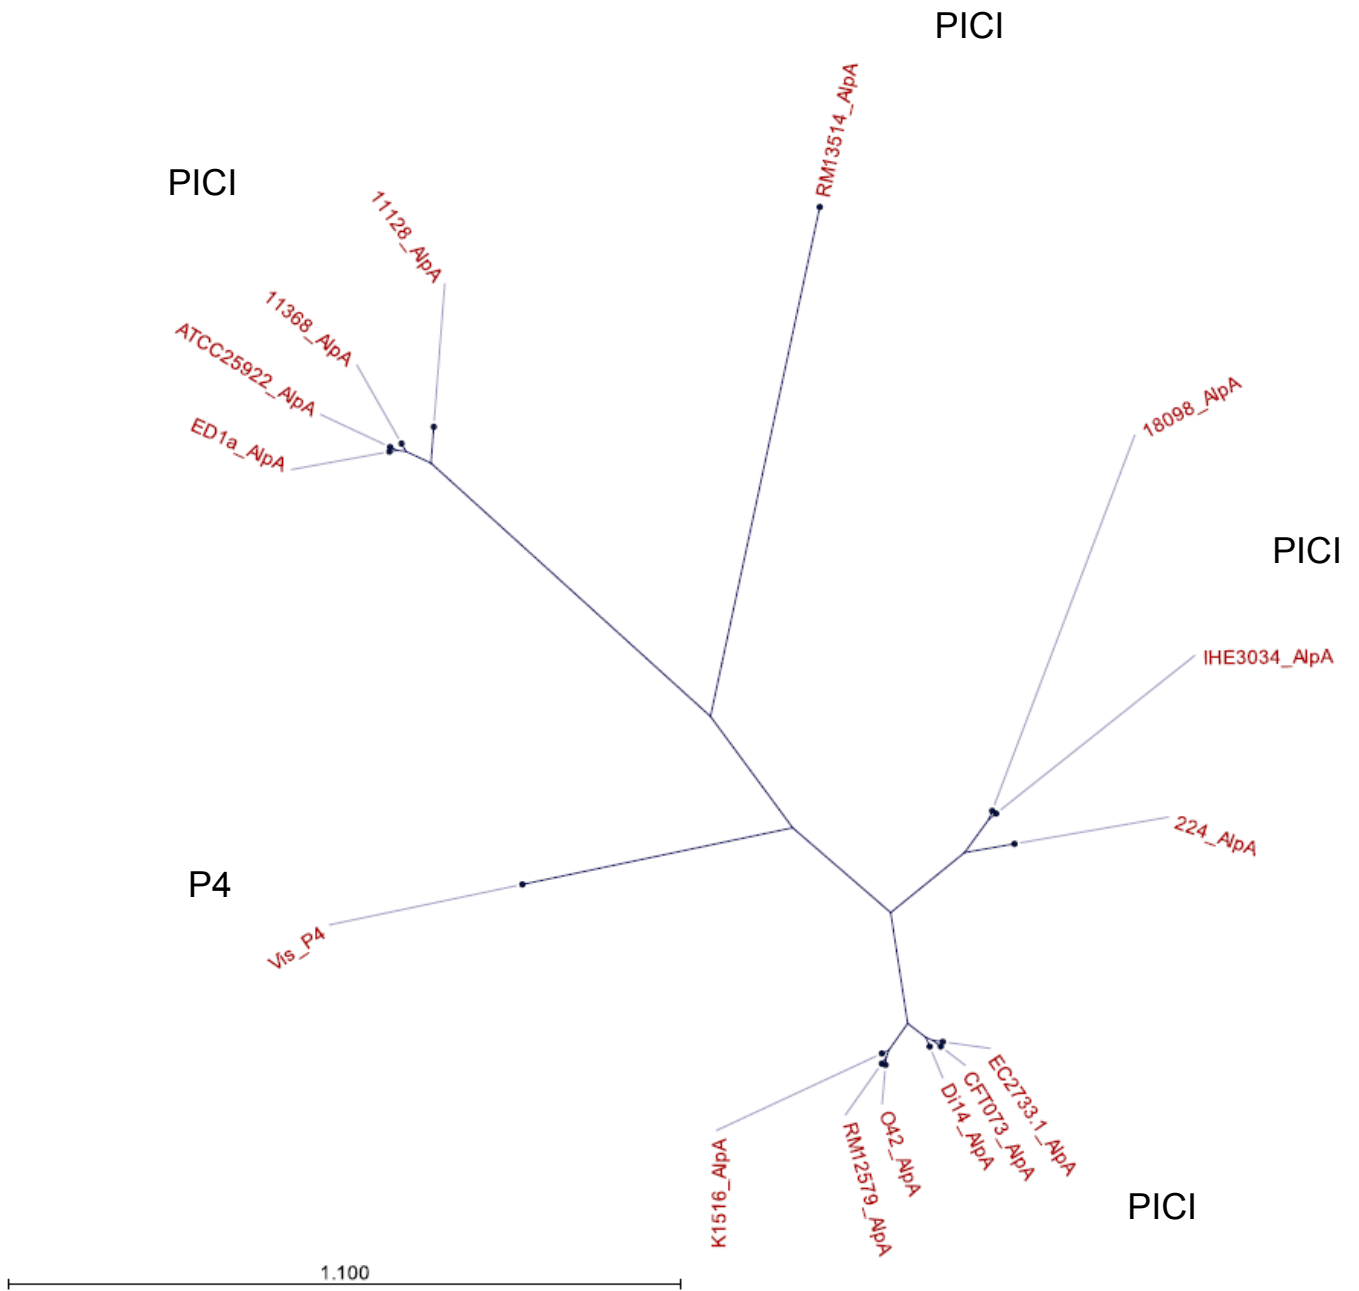 PICI
RM13514_AlpA
PICI
11128_AlpA
11368_AlpA
ATCC25922_AlpA
ED1a_AlpA
18098_AlpA
PICI
IHE3034_AlpA
224_AlpA
P4
Vis_P4
EC2733.1_AlpA
CFT073_AlpA
Di14_AlpA
O42_AlpA
RM12579_AlpA
K1516_AlpA
PICI
1.100